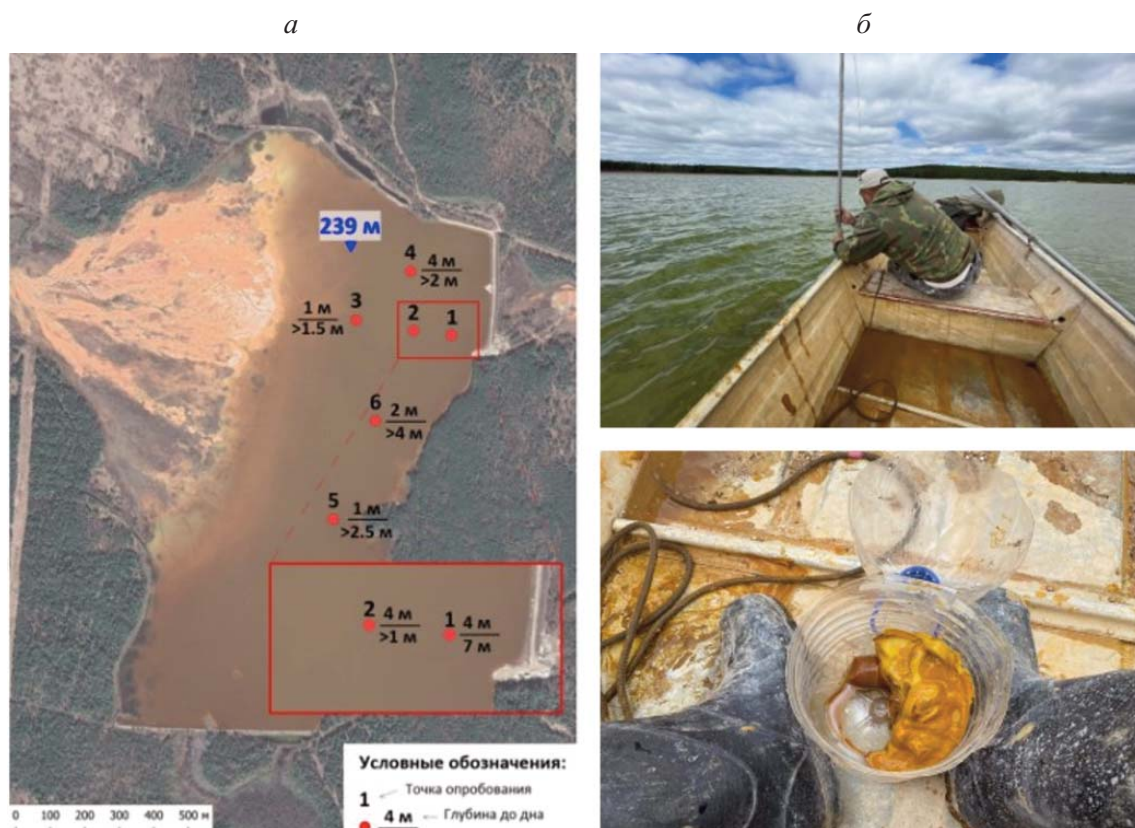 а
б
239 м
4
4 м
>2 м
3
1 м
>1.5 м
2
1
6
2 м
>4 м
5
1 м
>2.5 м
2
4 м
>1 м
1
4 м
7 м
Условные обозначения:
1
Точка опробования
4 м
Глубина до дна
0 100 200 300 400 500 м